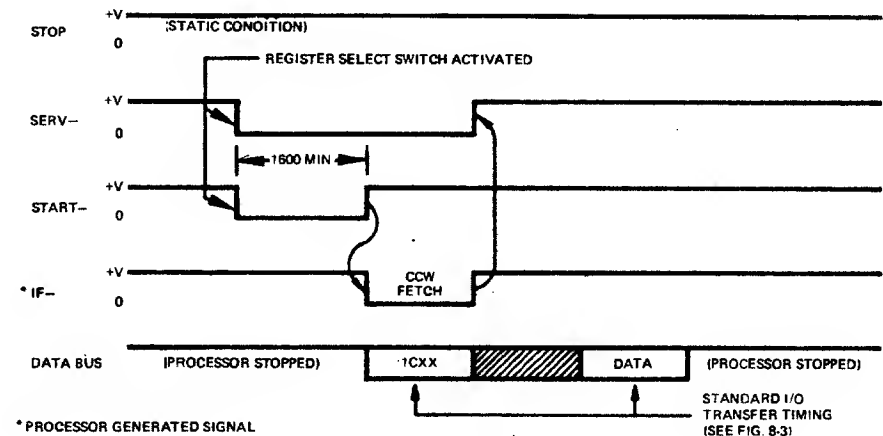 STOP +V (STATIC CONDITION)
0
REGISTER SELECT SWITCH ACTIVATED
SERV– +V
0
1600 MIN
START– +V
0
* IF– +V
0
CCW
FETCH
DATA BUS (PROCESSOR STOPPED) 1CXX DATA (PROCESSOR STOPPED)
STANDARD I/O
TRANSFER TIMING
(SEE FIG. 8-3)
* PROCESSOR GENERATED SIGNAL